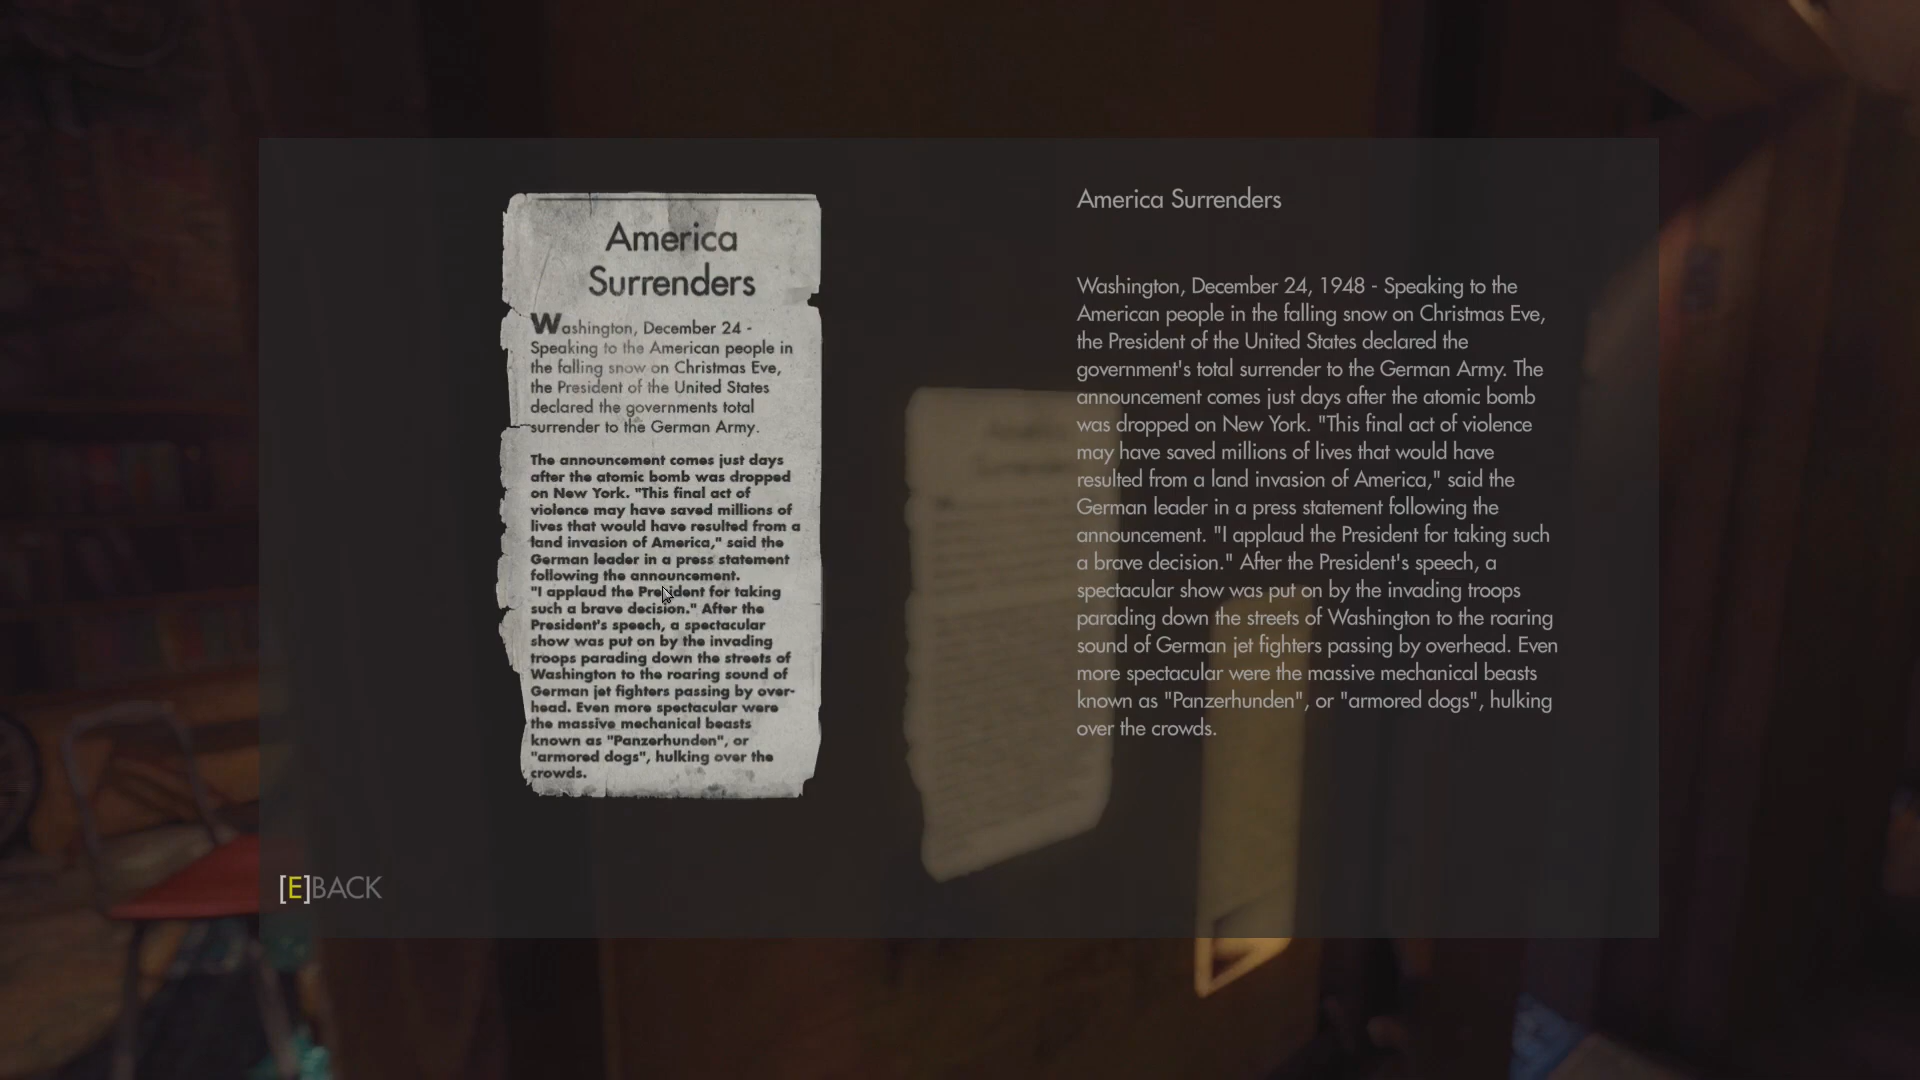 America
Surrenders
Washington, December 24 -
Speaking to the American people in
the falling snow on Christmas Eve,
the President of the United States
declared the governments total
surrender to the German Army.
The announcement comes just days
after the atomic bomb was dropped
on New York. "This final act of
violence may have saved millions of
lives that would have resulted from a
land invasion of America," said the
German leader in a press statement
following the announcement.
"I applaud the President for taking
such a brave decision." After the
President's speech, a spectacular
show was put on by the invading
troops parading down the streets of
Washington to the roaring sound of
German jet fighters passing by over-
head. Even more spectacular were
the massive mechanical beasts
known as "Panzerhunden", or
"armored dogs", hulking over the
crowds.
America Surrenders
Washington, December 24, 1948 - Speaking to the
American people in the falling snow on Christmas Eve,
the President of the United States declared the
government's total surrender to the German Army. The
announcement comes just days after the atomic bomb
was dropped on New York. "This final act of violence
may have saved millions of lives that would have
resulted from a land invasion of America," said the
German leader in a press statement following the
announcement. "I applaud the President for taking such
a brave decision." After the President's speech, a
spectacular show was put on by the invading troops
parading down the streets of Washington to the roaring
sound of German jet fighters passing by overhead. Even
more spectacular were the massive mechanical beasts
known as "Panzerhunden", or "armored dogs", hulking
over the crowds.
[E]BACK